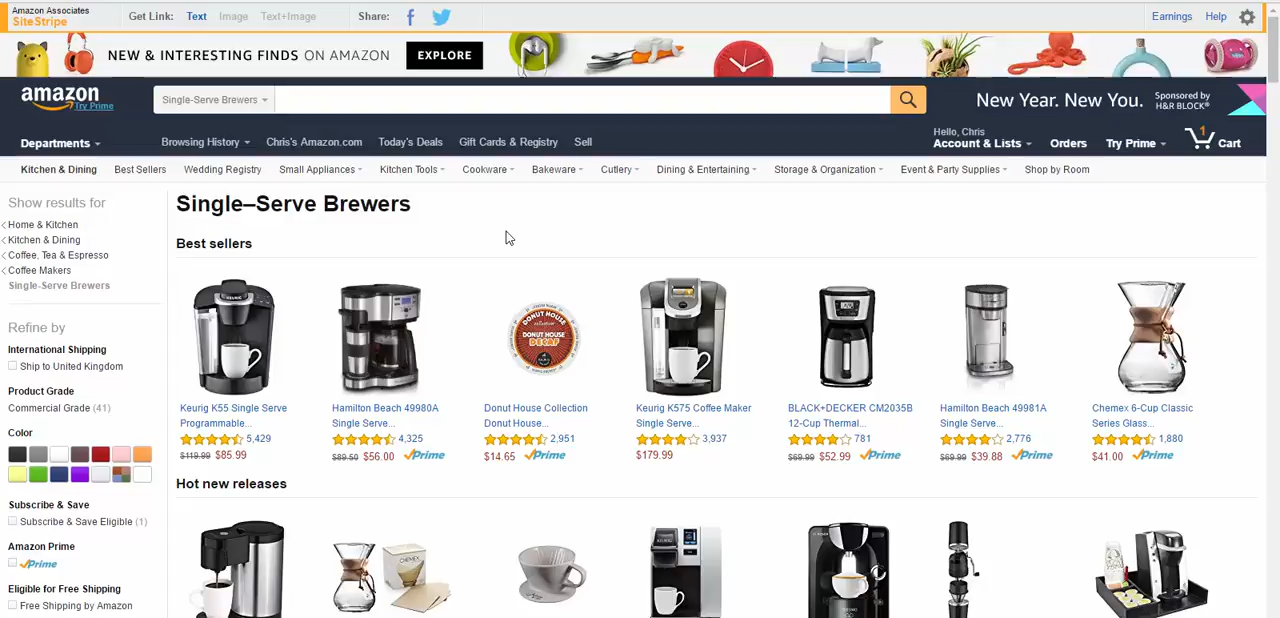 Amazon Associates
SiteStripe
Get Link: Text Image Text+Image
Share:
Earnings Help
NEW & INTERESTING FINDS ON AMAZON EXPLORE
amazon
Try Prime
Single-Serve Brewers
New Year. New You. Sponsored by
H&R BLOCK®
Departments
Browsing History Chris's Amazon.com Today's Deals Gift Cards & Registry Sell
Hello, Chris
Account & Lists Orders Try Prime 1 Cart
Kitchen & Dining Best Sellers Wedding Registry Small Appliances Kitchen Tools Cookware Bakeware Cutlery Dining & Entertaining Storage & Organization Event & Party Supplies Shop by Room
Show results for
Home & Kitchen
Kitchen & Dining
Coffee, Tea & Espresso
Coffee Makers
Single-Serve Brewers
Refine by
International Shipping
Ship to United Kingdom
Product Grade
Commercial Grade (41)
Color
Subscribe & Save
Subscribe & Save Eligible (1)
Amazon Prime
Prime
Eligible for Free Shipping
Free Shipping by Amazon
Single–Serve Brewers
Best sellers
DONUT HOUSE
DONUT HOUSE
DECAF
Keurig K55 Single Serve
Programmable...
5,429
$119.99 $85.99
Hamilton Beach 49980A
Single Serve...
4,325
$89.50 $56.00 Prime
Donut House Collection
Donut House...
2,951
$14.65 Prime
Keurig K575 Coffee Maker
Single Serve...
3,937
$179.99
BLACK+DECKER CM2035B
12-Cup Thermal...
781
$69.99 $52.99 Prime
Hamilton Beach 49981A
Single Serve...
2,776
$69.99 $39.88 Prime
Chemex 6-Cup Classic
Series Glass...
1,880
$41.00 Prime
Hot new releases